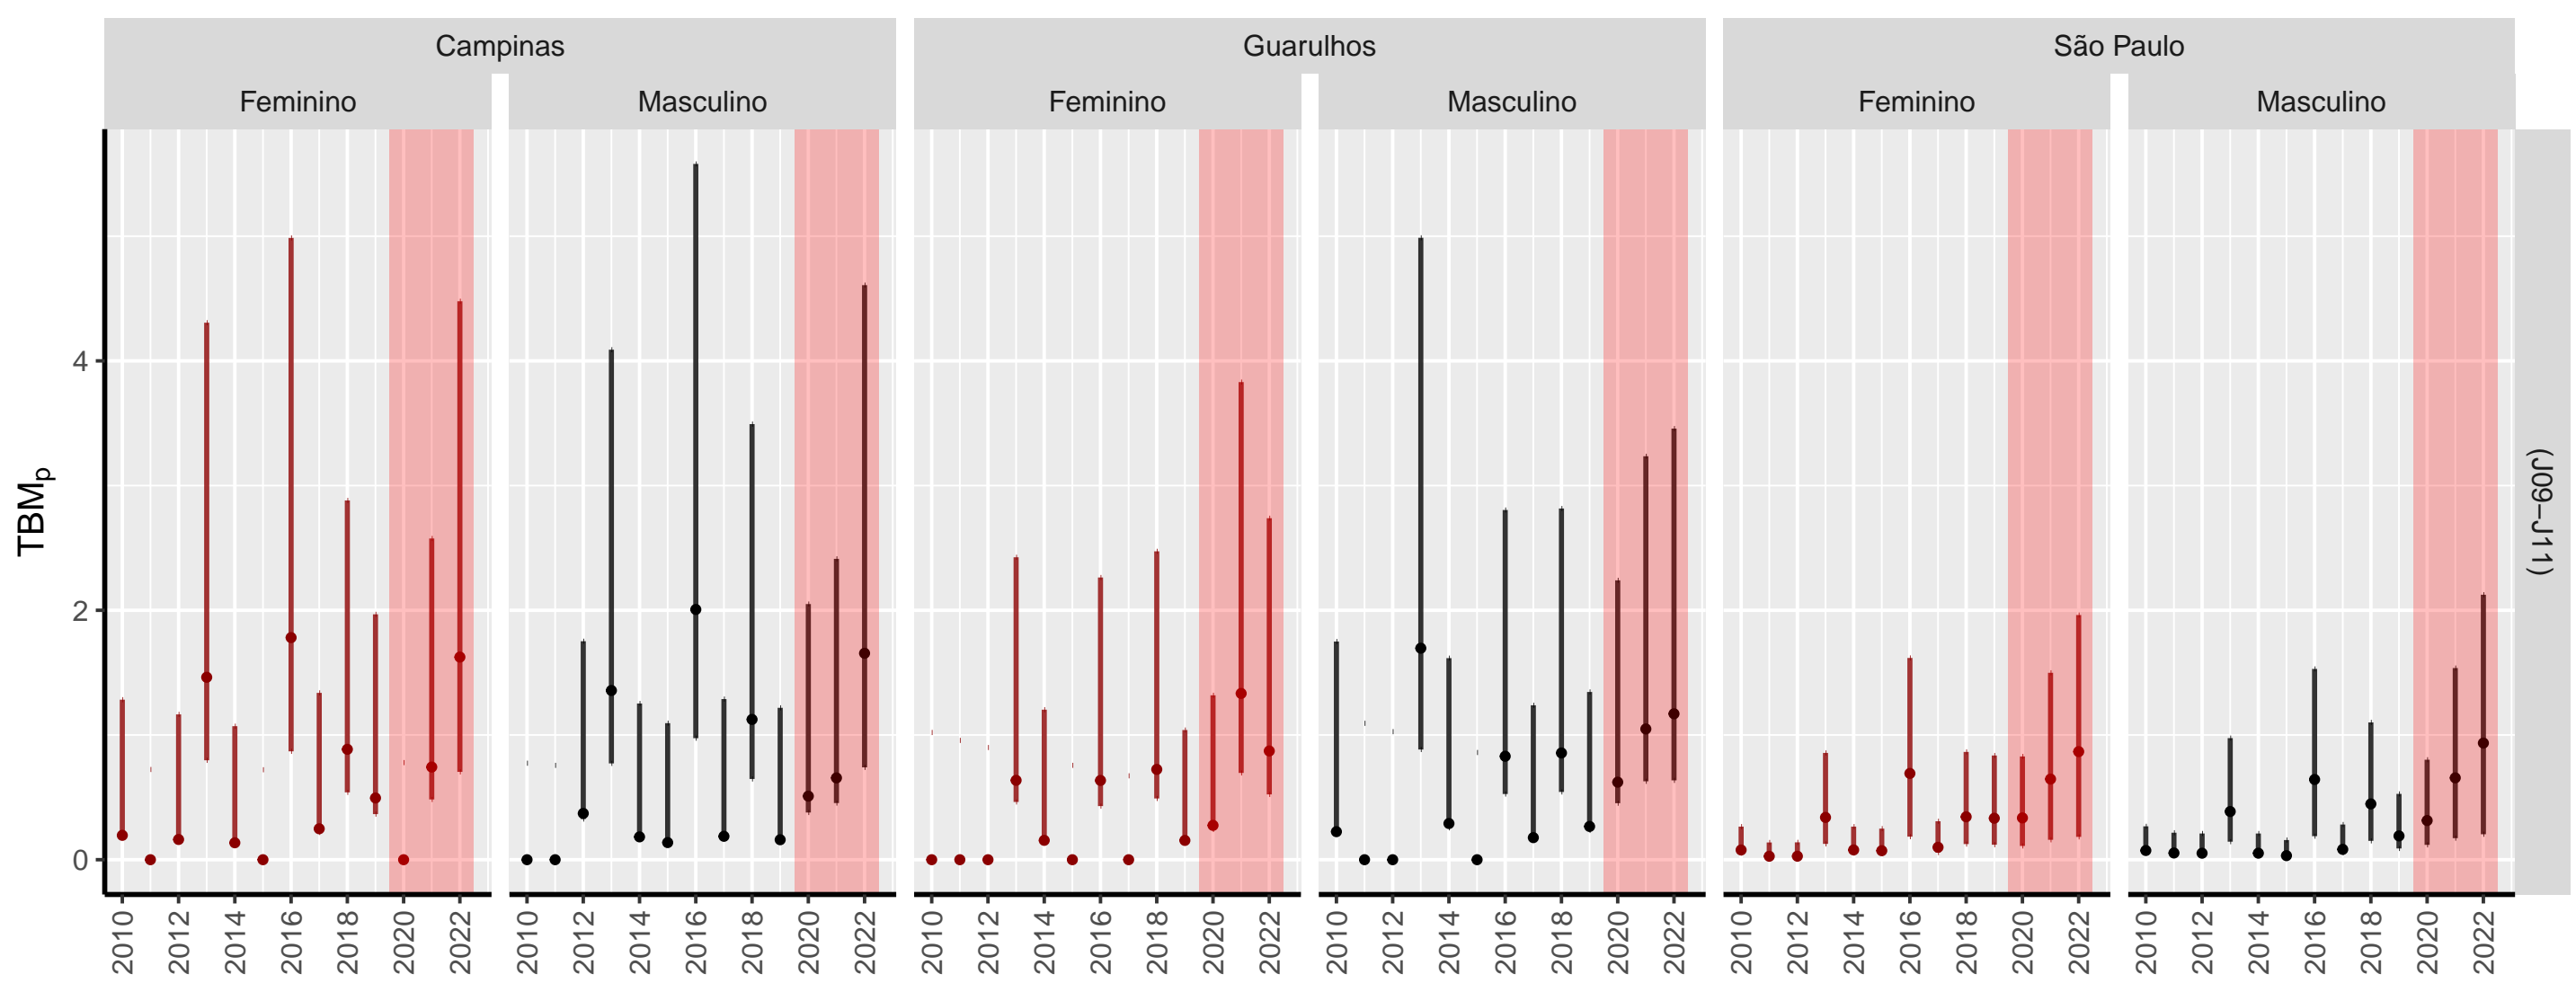 Campinas Guarulhos São Paulo
Feminino Masculino Feminino Masculino Feminino Masculino
TBMp
4
2
0
(J09−J11)
2010 2012 2014 2016 2018 2020 2022 2010 2012 2014 2016 2018 2020 2022 2010 2012 2014 2016 2018 2020 2022 2010 2012 2014 2016 2018 2020 2022 2010 2012 2014 2016 2018 2020 2022 2010 2012 2014 2016 2018 2020 2022